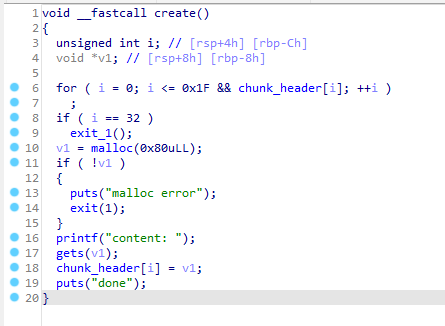 1 void __fastcall create()
2 {
3 unsigned int i; // [rsp+4h] [rbp-Ch]
4 void *v1; // [rsp+8h] [rbp-8h]
5
6 for ( i = 0; i <= 0x1F && chunk_header[i]; ++i )
7 ;
8 if ( i == 32 )
9 exit_1();
10 v1 = malloc(0x80uLL);
11 if ( !v1 )
12 {
13 puts("malloc error");
14 exit(1);
15 }
16 printf("content: ");
17 gets(v1);
18 chunk_header[i] = v1;
19 puts("done");
20 }